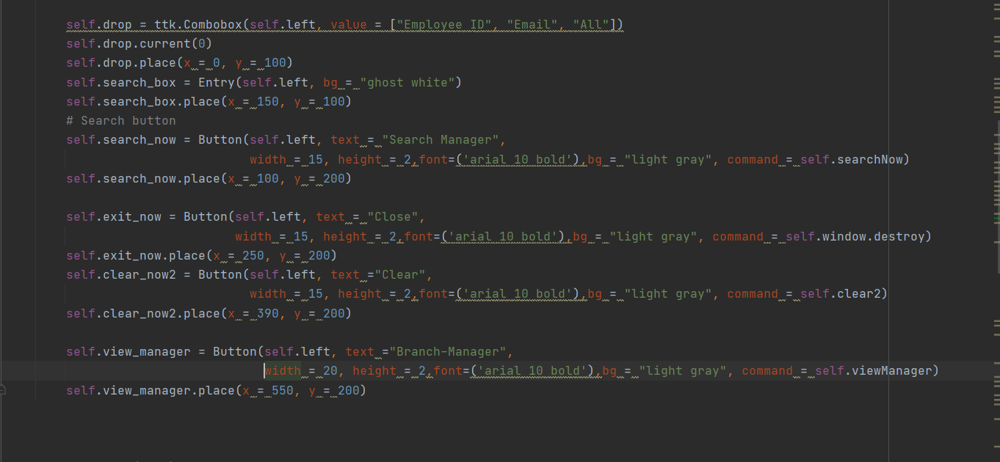 self.drop = ttk.Combobox(self.left, value = ["Employee ID", "Email", "All"])
self.drop.current(0)
self.drop.place(x = 0, y = 100)
self.search_box = Entry(self.left, bg = "ghost white")
self.search_box.place(x = 150, y = 100)
# Search button
self.search_now = Button(self.left, text = "Search Manager",
width = 15, height = 2,font=('arial 10 bold'),bg = "light gray", command = self.searchNow)
self.search_now.place(x = 100, y = 200)
self.exit_now = Button(self.left, text = "Close",
width = 15, height = 2,font=('arial 10 bold'),bg = "light gray", command = self.window.destroy)
self.exit_now.place(x = 250, y = 200)
self.clear_now2 = Button(self.left, text ="Clear",
width = 15, height = 2,font=('arial 10 bold'),bg = "light gray", command = self.clear2)
self.clear_now2.place(x = 390, y = 200)
self.view_manager = Button(self.left, text ="Branch-Manager",
width = 20, height = 2,font=('arial 10 bold'),bg = "light gray", command = self.viewManager)
self.view_manager.place(x = 550, y = 200)